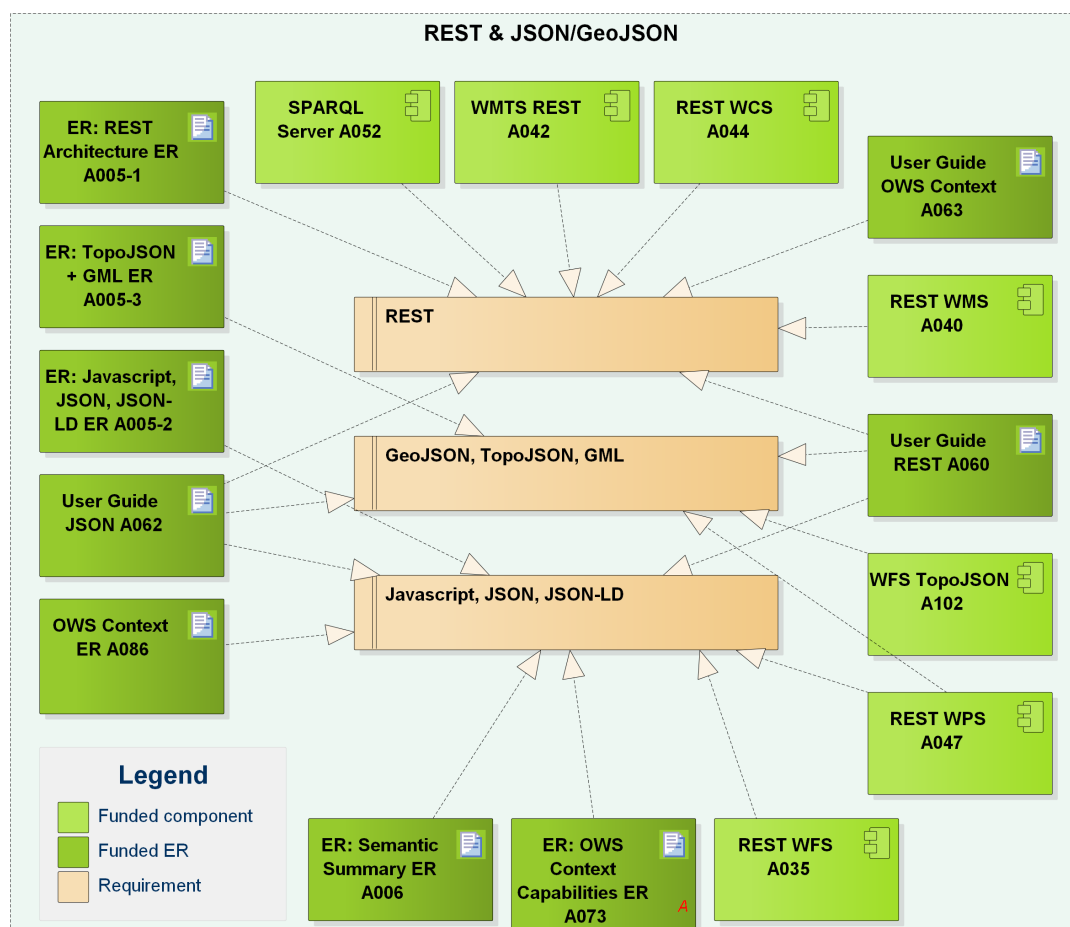 REST & JSON/GeoJSON
ER: REST
Architecture ER
A005-1
SPARQL
Server A052
WMTS REST
A042
REST WCS
A044
User Guide
OWS Context
A063
ER: TopoJSON
+ GML ER
A005-3
REST
REST WMS
A040
ER: Javascript,
JSON, JSON-
LD ER A005-2
GeoJSON, TopoJSON, GML
User Guide
REST A060
User Guide
JSON A062
Javascript, JSON, JSON-LD
WFS TopoJSON
A102
OWS Context
ER A086
REST WPS
A047
Legend
Funded component
Funded ER
Requirement
ER: Semantic
Summary ER
A006
ER: OWS
Context
Capabilities ER
A073
A
REST WFS
A035